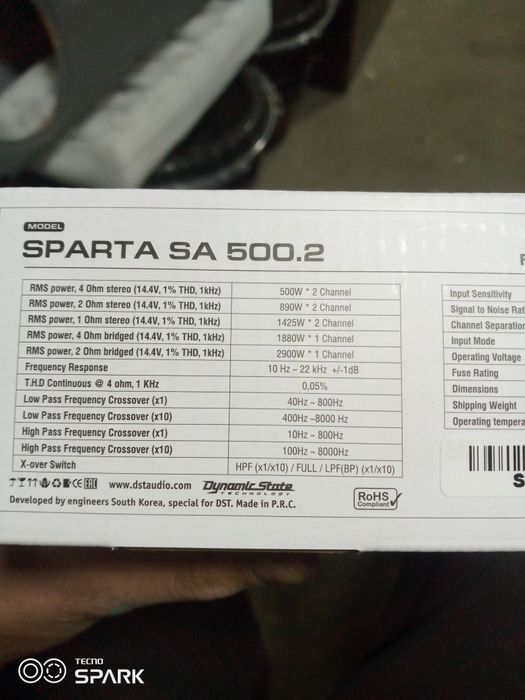 MODEL
SPARTA SA 500.2
RMS power, 4 Ohm stereo (14.4V, 1% THD, 1kHz) 500W * 2 Channel
RMS power, 2 Ohm stereo (14.4V, 1% THD, 1kHz) 890W * 2 Channel
RMS power, 1 Ohm stereo (14.4V, 1% THD, 1kHz) 1425W * 2 Channel
RMS power, 4 Ohm bridged (14.4V, 1% THD, 1kHz) 1880W * 1 Channel
RMS power, 2 Ohm bridged (14.4V, 1% THD, 1kHz) 2900W * 1 Channel
Frequency Response 10 Hz ~ 22 kHz +/-1dB
T.H.D Continuous @ 4 ohm, 1 KHz 0,05%
Low Pass Frequency Crossover (x1) 40Hz ~ 800Hz
Low Pass Frequency Crossover (x10) 400Hz ~8000 Hz
High Pass Frequency Crossover (x1) 10Hz ~ 800Hz
High Pass Frequency Crossover (x10) 100Hz ~ 8000Hz
X-over Switch HPF (x1/x10) / FULL / LPF(BP) (x1/x10)
Input Sensitivity
Signal to Noise Rat
Channel Separation
Input Mode
Operating Voltage
Fuse Rating
Dimensions
Shipping Weight
Operating tempera
CE EAC www.dstaudio.com Dynamic State
TECHNOLOGY
RoHS
Compliant
Developed by engineers South Korea, special for DST. Made in P.R.C.
TECNO
SPARK